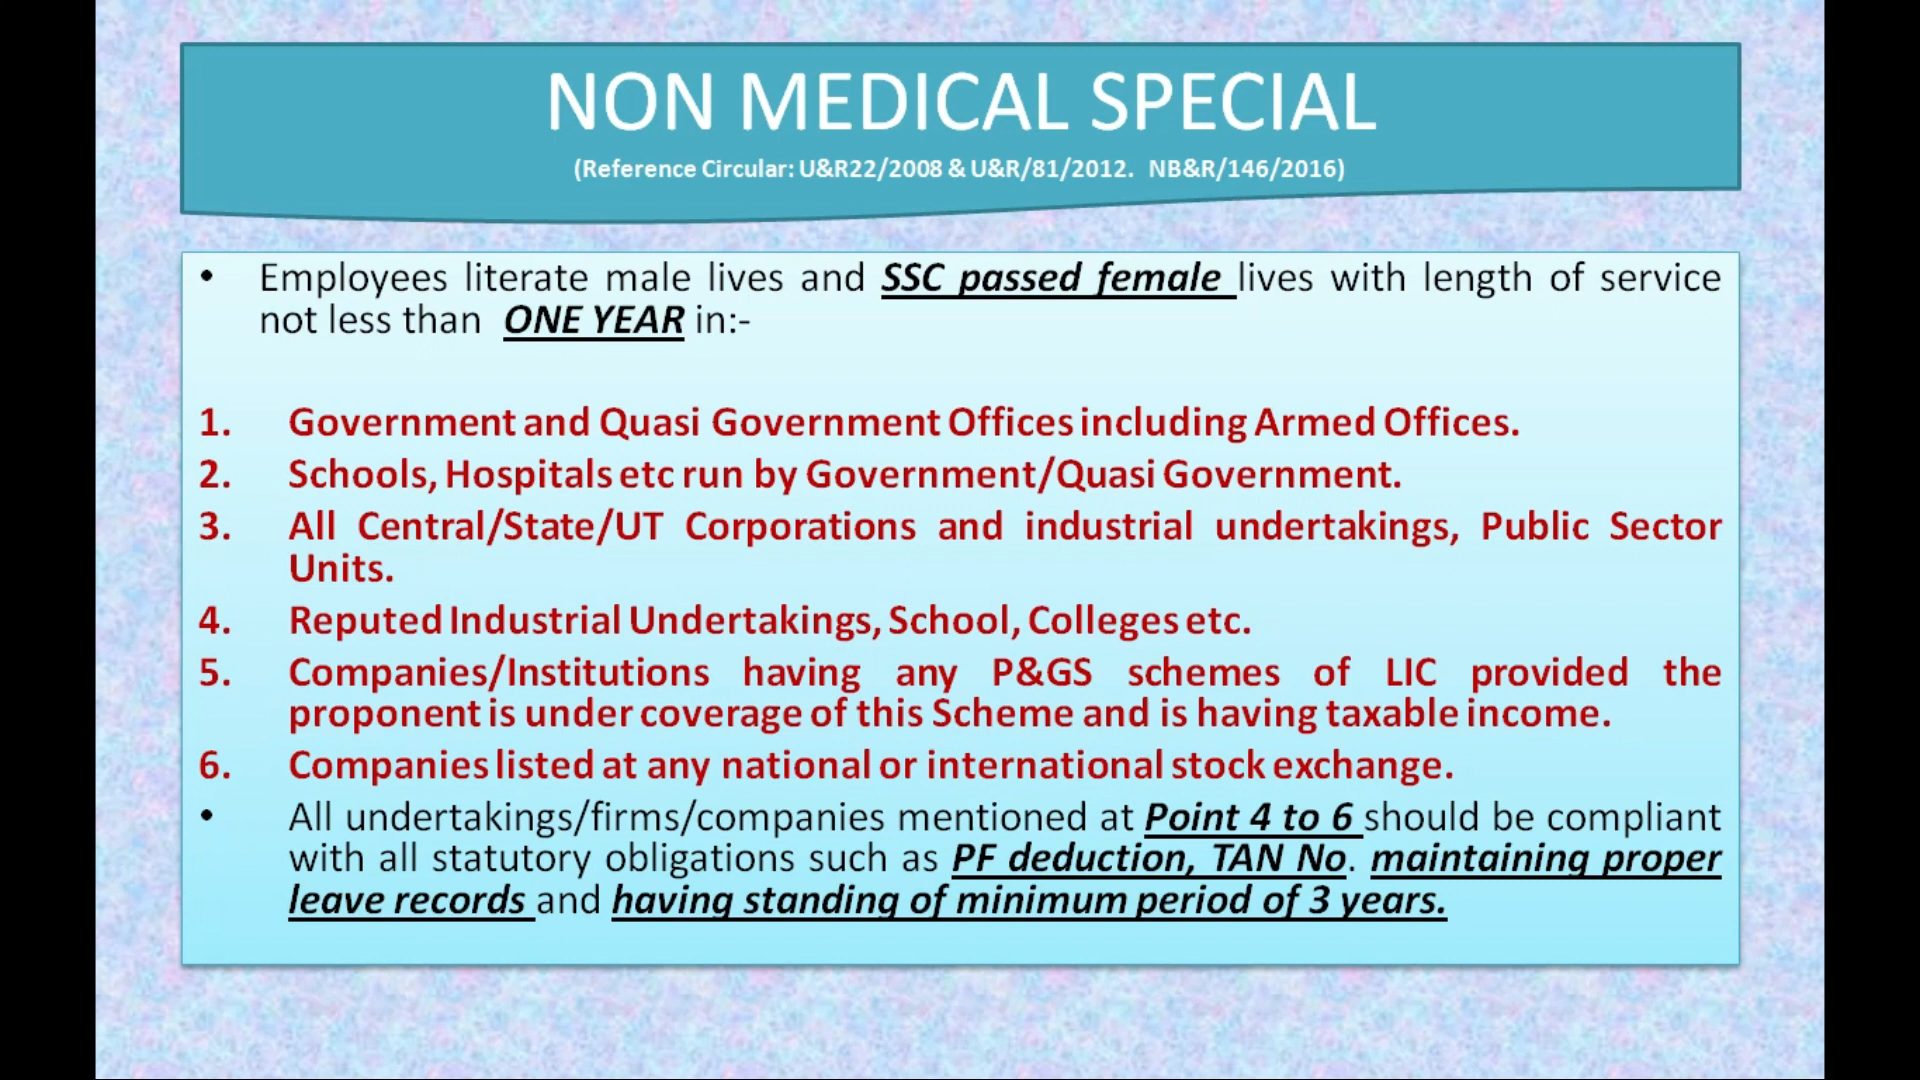 NON MEDICAL SPECIAL
(Reference Circular: U&R22/2008 & U&R/81/2012. NB&R/146/2016)
• Employees literate male lives and SSC passed female lives with length of service
not less than ONE YEAR in:-
1. Government and Quasi Government Offices including Armed Offices.
2. Schools, Hospitals etc run by Government/Quasi Government.
3. All Central/State/UT Corporations and industrial undertakings, Public Sector
Units.
4. Reputed Industrial Undertakings, School, Colleges etc.
5. Companies/Institutions having any P&GS schemes of LIC provided the
proponent is under coverage of this Scheme and is having taxable income.
6. Companies listed at any national or international stock exchange.
• All undertakings/firms/companies mentioned at Point 4 to 6 should be compliant
with all statutory obligations such as PF deduction, TAN No. maintaining proper
leave records and having standing of minimum period of 3 years.